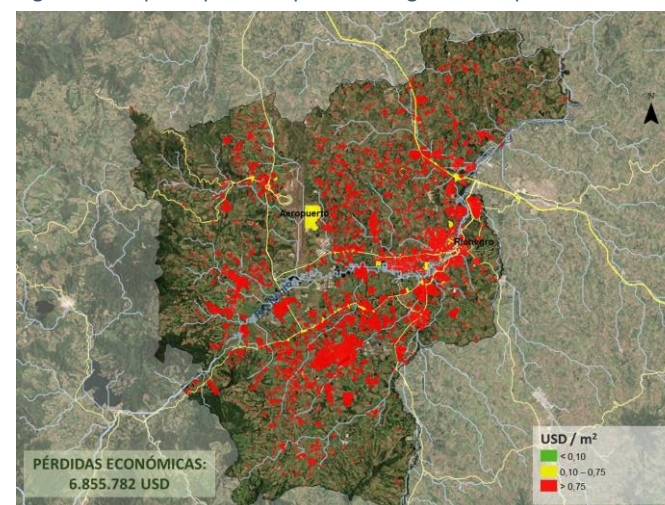 N
Aeropuerto
Rionegro
USD / m²
< 0,10
0,10 – 0,75
> 0,75
PÉRDIDAS ECONÓMICAS:
6.855.782 USD